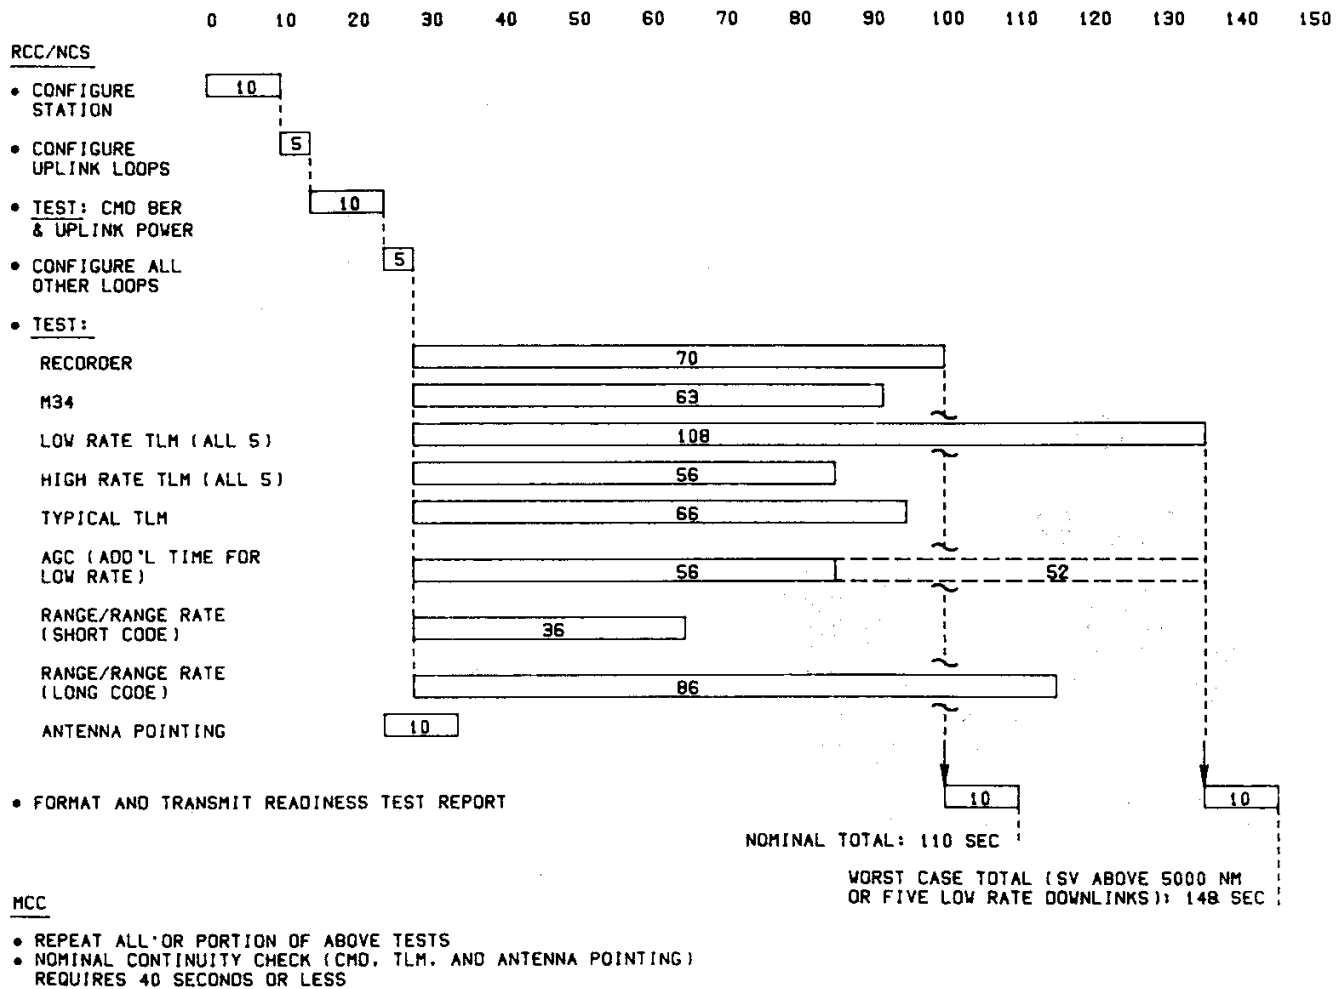 0 10 20 30 40 50 60 70 80 90 100 110 120 130 140 150
RCC/NCS
• CONFIGURE
STATION
10
• CONFIGURE
UPLINK LOOPS
5
• TEST: CMD BER
& UPLINK POWER
10
• CONFIGURE ALL
OTHER LOOPS
5
• TEST:
RECORDER
70
M34
63
LOW RATE TLM (ALL 5)
108
HIGH RATE TLM (ALL 5)
56
TYPICAL TLM
66
AGC (ADD'L TIME FOR
LOW RATE)
56 52
RANGE/RANGE RATE
(SHORT CODE)
36
RANGE/RANGE RATE
(LONG CODE)
86
ANTENNA POINTING
10
• FORMAT AND TRANSMIT READINESS TEST REPORT
10 10
NOMINAL TOTAL: 110 SEC
WORST CASE TOTAL (SV ABOVE 5000 NM
OR FIVE LOW RATE DOWNLINKS): 148 SEC
MCC
• REPEAT ALL OR PORTION OF ABOVE TESTS
• NOMINAL CONTINUITY CHECK (CMD, TLM, AND ANTENNA POINTING)
REQUIRES 40 SECONDS OR LESS